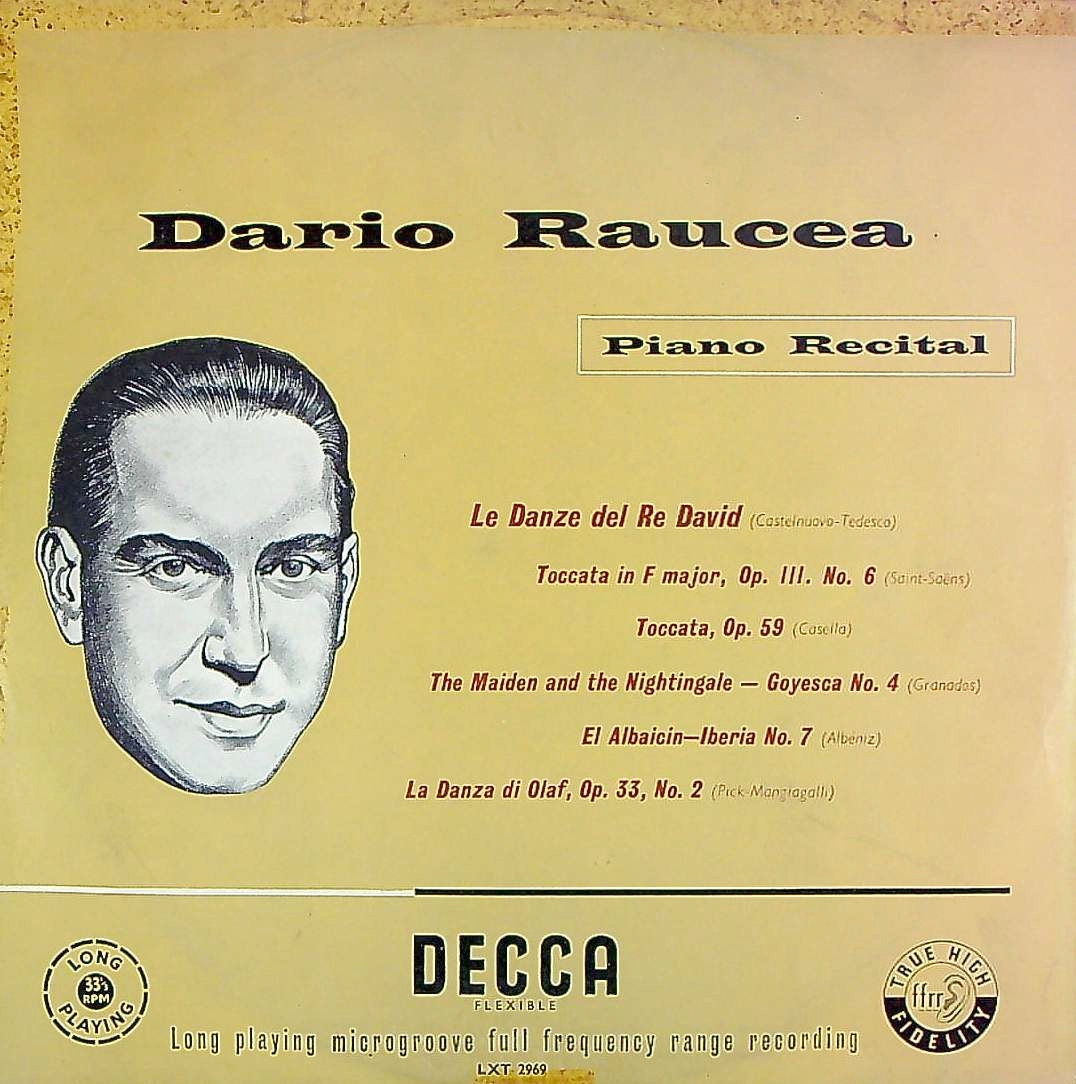 Dario Raucea
Piano Recital
Le Danze del Re David (Castelnuovo-Tedesco)
Toccata in F major, Op. III. No. 6 (Saint-Saëns)
Toccata, Op. 59 (Casella)
The Maiden and the Nightingale — Goyesca No. 4 (Granados)
El Albaicin—Iberia No. 7 (Albéniz)
La Danza di Olaf, Op. 33, No. 2 (Pick-Mangiagalli)
LONG
33⅓
RPM
PLAYING
DECCA
FLEXIBLE
TRUE HIGH
ffrr
FIDELITY
Long playing microgroove full frequency range recording
LXT 2969